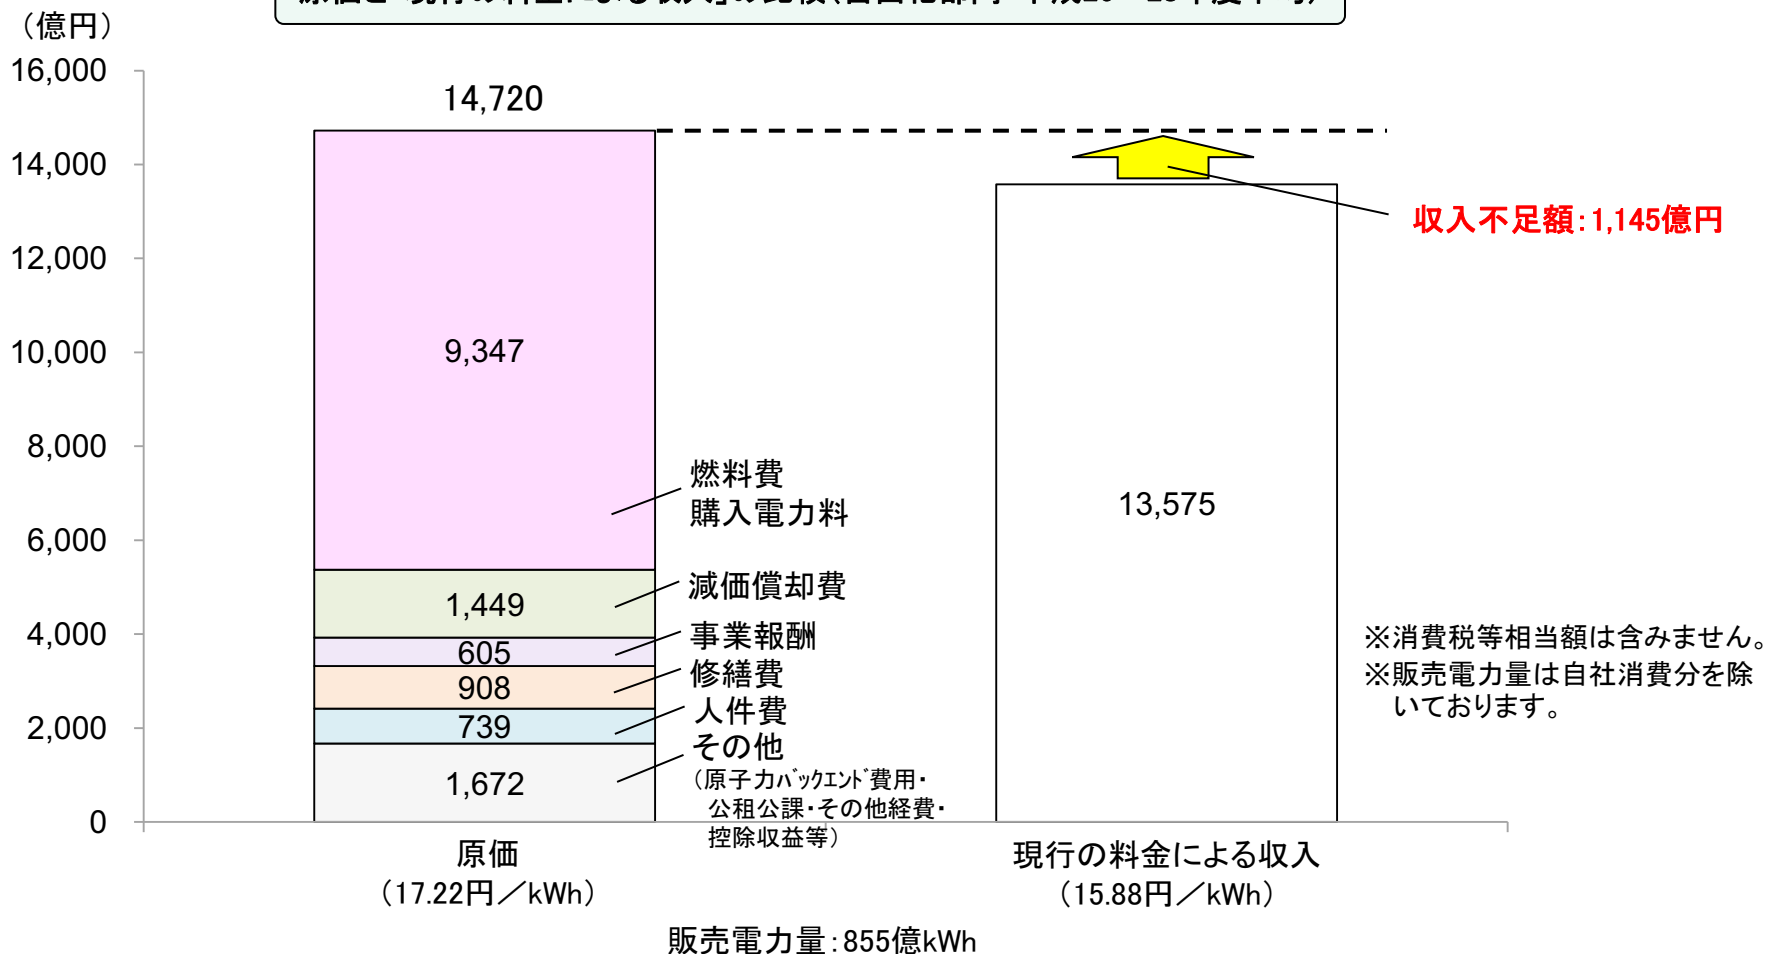 （億円）
16,000
14,000
12,000
10,000
8,000
6,000
4,000
2,000
0
14,720
9,347
1,449
605
908
739
1,672
燃料費
購入電力料
減価償却費
事業報酬
修繕費
人件費
その他
（原子力ﾊﾞｯｸｴﾝﾄﾞ費用・
公租公課・その他経費・
控除収益等）
13,575
収入不足額：1,145億円
※消費税等相当額は含みません。
※販売電力量は自社消費分を除
いております。
原価
（17.22円／kWh）
現行の料金による収入
（15.88円／kWh）
販売電力量：855億kWh